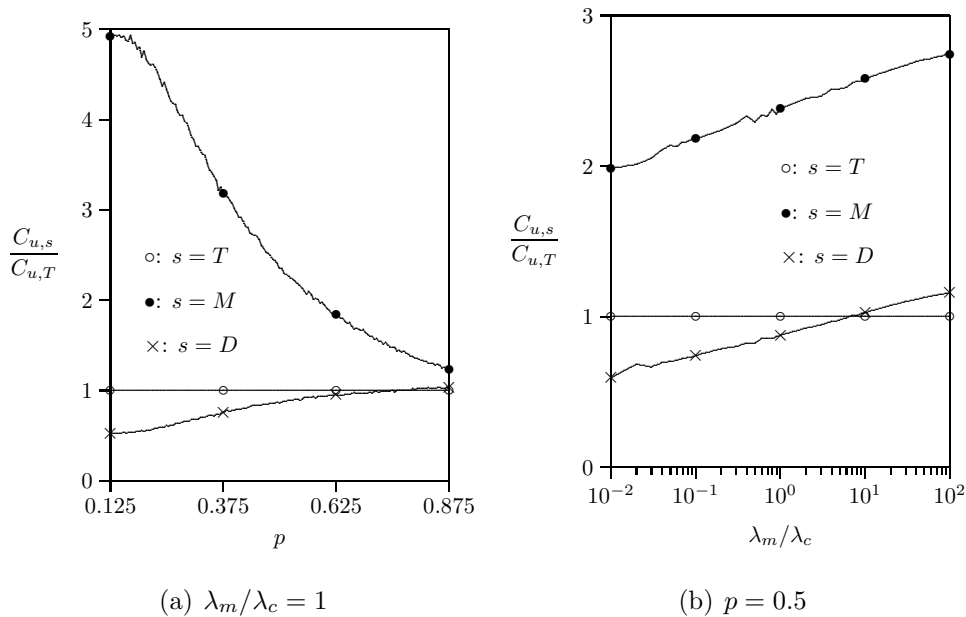 5
4
3
2
1
0
C_{u,s}
C_{u,T}
○: s = T
●: s = M
×: s = D
0.125 0.375 0.625 0.875
p
(a) λ_m/λ_c = 1
3
2
1
0
C_{u,s}
C_{u,T}
○: s = T
●: s = M
×: s = D
10^{-2} 10^{-1} 10^0 10^1 10^2
λ_m/λ_c
(b) p = 0.5